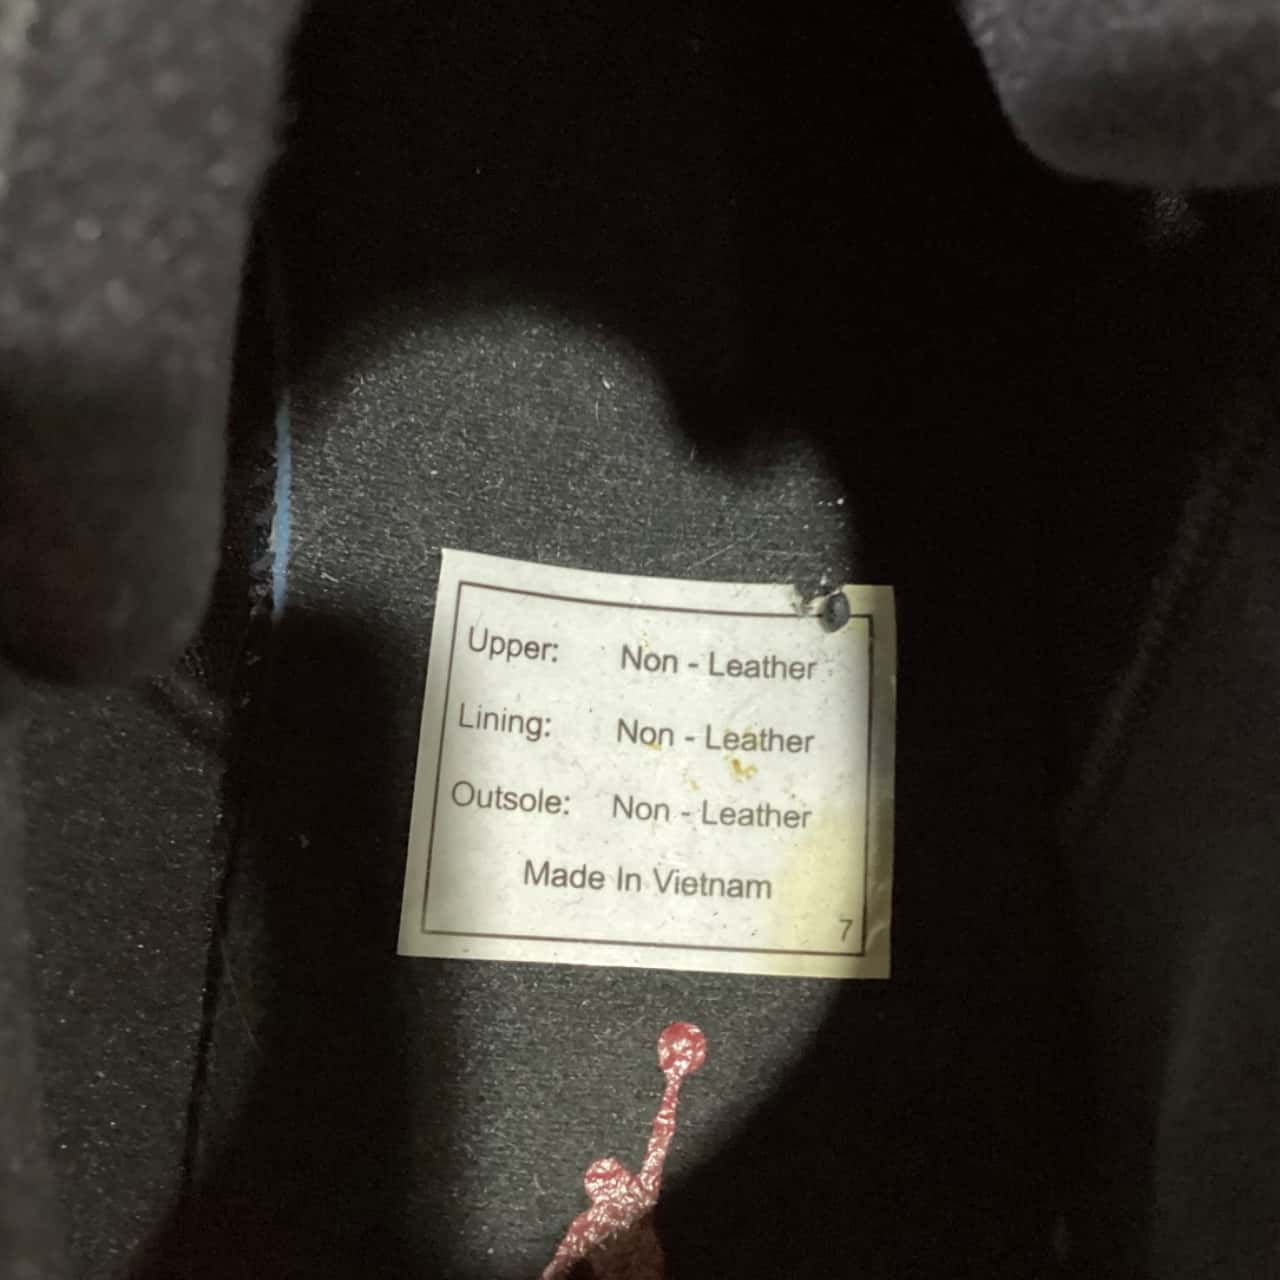 Upper: Non - Leather
Lining: Non - Leather
Outsole: Non - Leather
Made In Vietnam
7